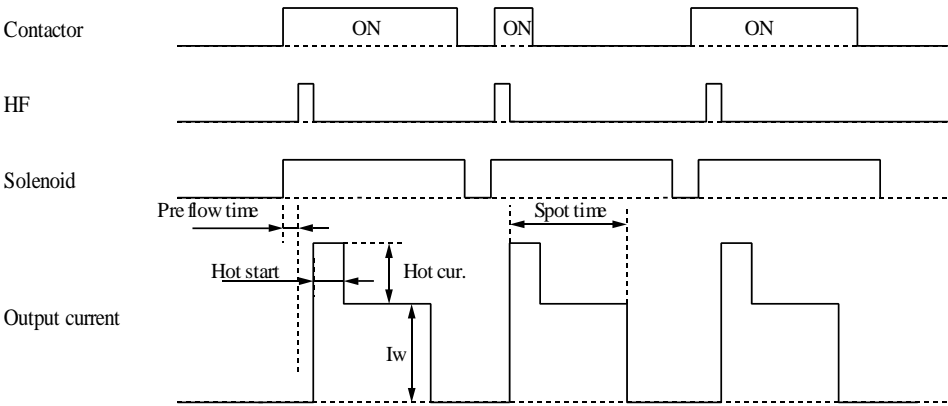 Contactor
ON
ON
ON
HF
Solenoid
Pre flow time
Spot time
Hot start
Hot cur.
Output current
Iw